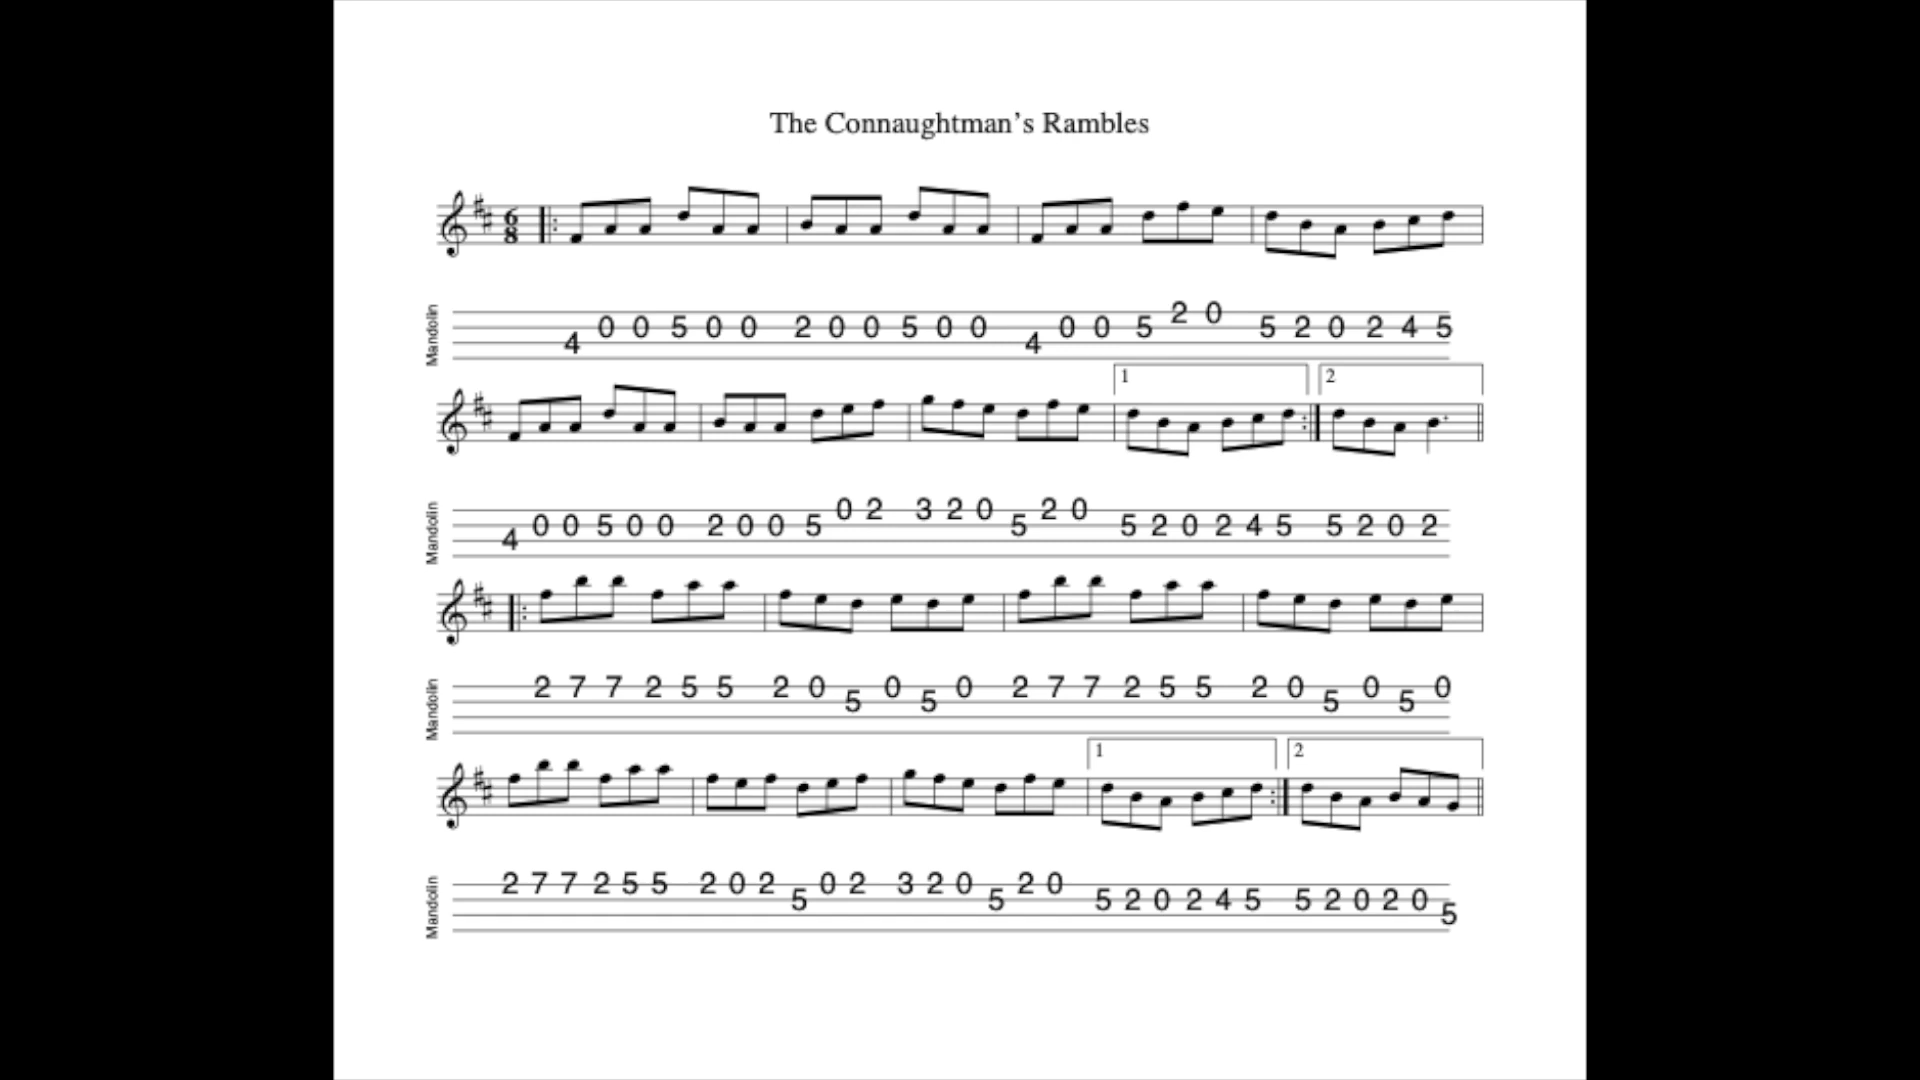 The Connaughtman's Rambles
6
8
Mandolin 4 0 0 5 0 0 2 0 0 5 0 0 4 0 0 5 2 0 5 2 0 2 4 5
1 2
Mandolin 4 0 0 5 0 0 2 0 0 5 0 2 3 2 0 5 2 0 5 2 0 2 4 5 5 2 0 2
Mandolin 2 7 7 2 5 5 2 0 5 0 5 0 2 7 7 2 5 5 2 0 5 0 5 0
1 2
Mandolin 2 7 7 2 5 5 2 0 2 5 0 2 3 2 0 5 2 0 5 2 0 2 4 5 5 2 0 2 0 5